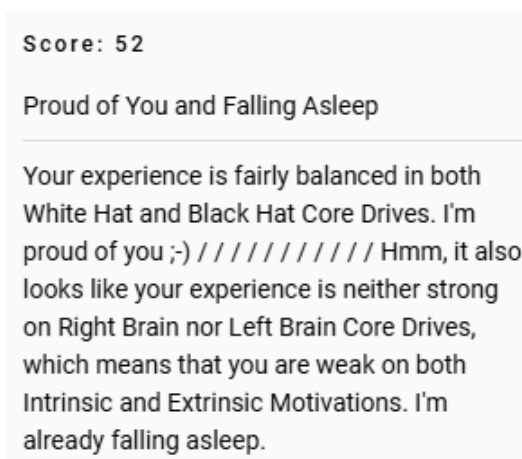 Score: 52
Proud of You and Falling Asleep
Your experience is fairly balanced in both
White Hat and Black Hat Core Drives. I'm
proud of you ;-) / / / / / / / / / / / Hmm, it also
looks like your experience is neither strong
on Right Brain nor Left Brain Core Drives,
which means that you are weak on both
Intrinsic and Extrinsic Motivations. I'm
already falling asleep.